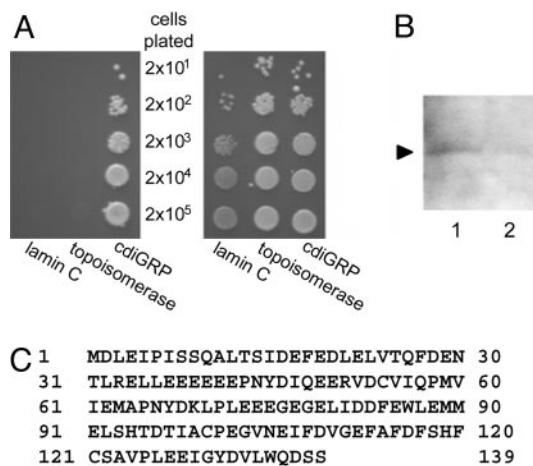 A
cells
plated
B
2x10¹
2x10²
2x10³
2x10⁴
2x10⁵
lamin C
topoisomerase
cdiGRP
lamin C
topoisomerase
cdiGRP
1 2
C
1 MDLEIPISSQALTSIDEFEDLELVTQFDEN 30
31 TLRELLEEEEEEPNYDIQEERVDCVIQPMV 60
61 IEMAPNYDKLPLEEEGEGELIDDFEWLEMM 90
91 ELSHTDTIACPEGVNEIFDVGEFAFDFSHF 120
121 CSAVPLEEIGYDVLWQDSS 139